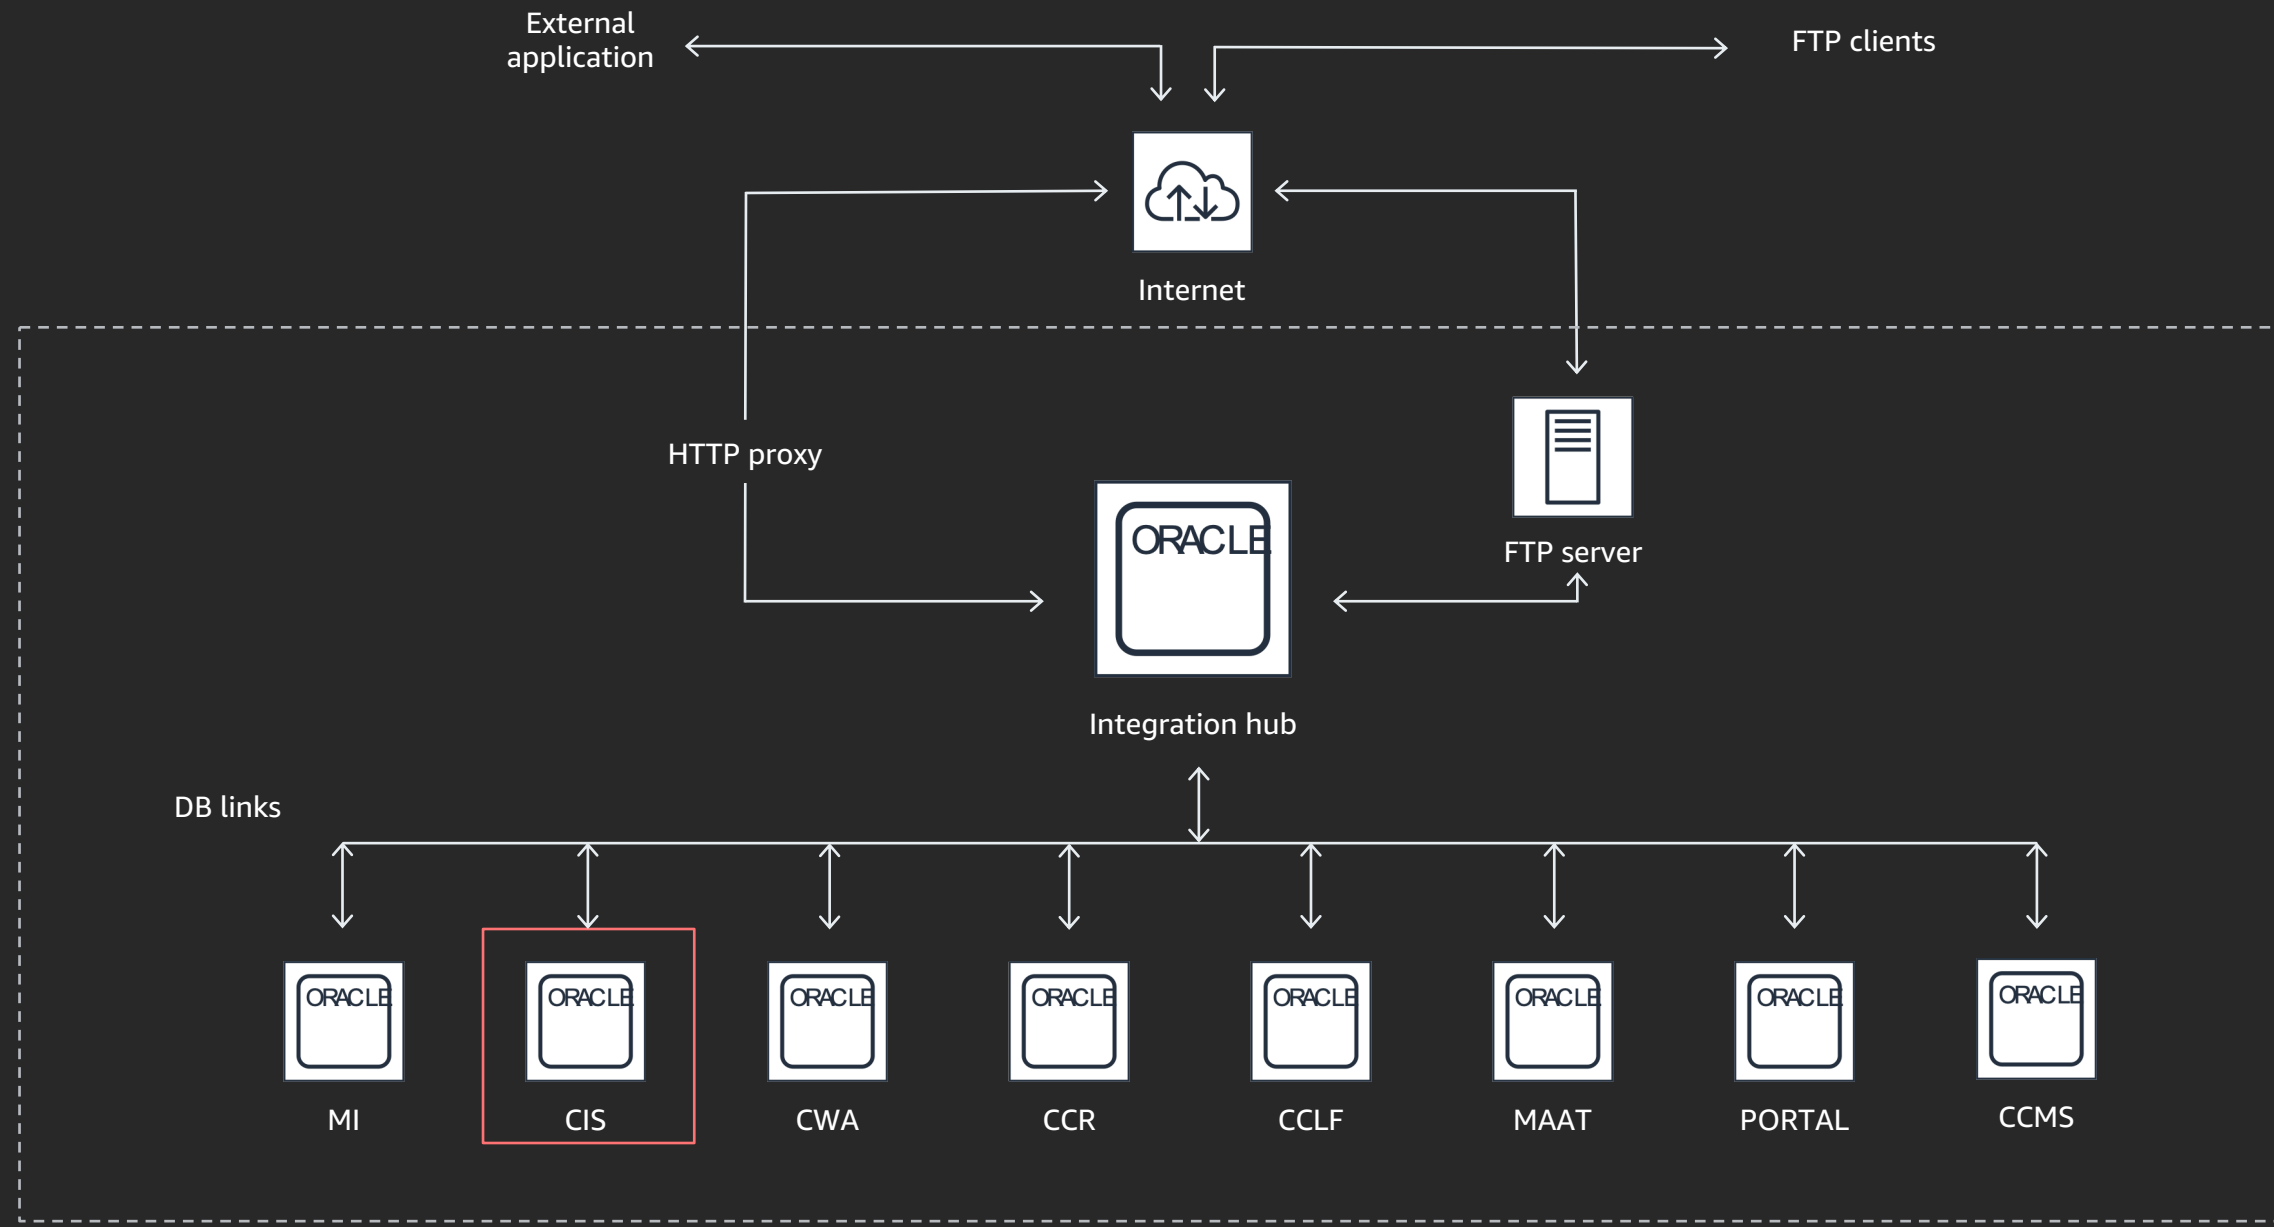 External
application
FTP clients
Internet
HTTP proxy
ORACLE
FTP server
Integration hub
DB links
ORACLE
ORACLE
ORACLE
ORACLE
ORACLE
ORACLE
ORACLE
ORACLE
MI
CIS
CWA
CCR
CCLF
MAAT
PORTAL
CCMS